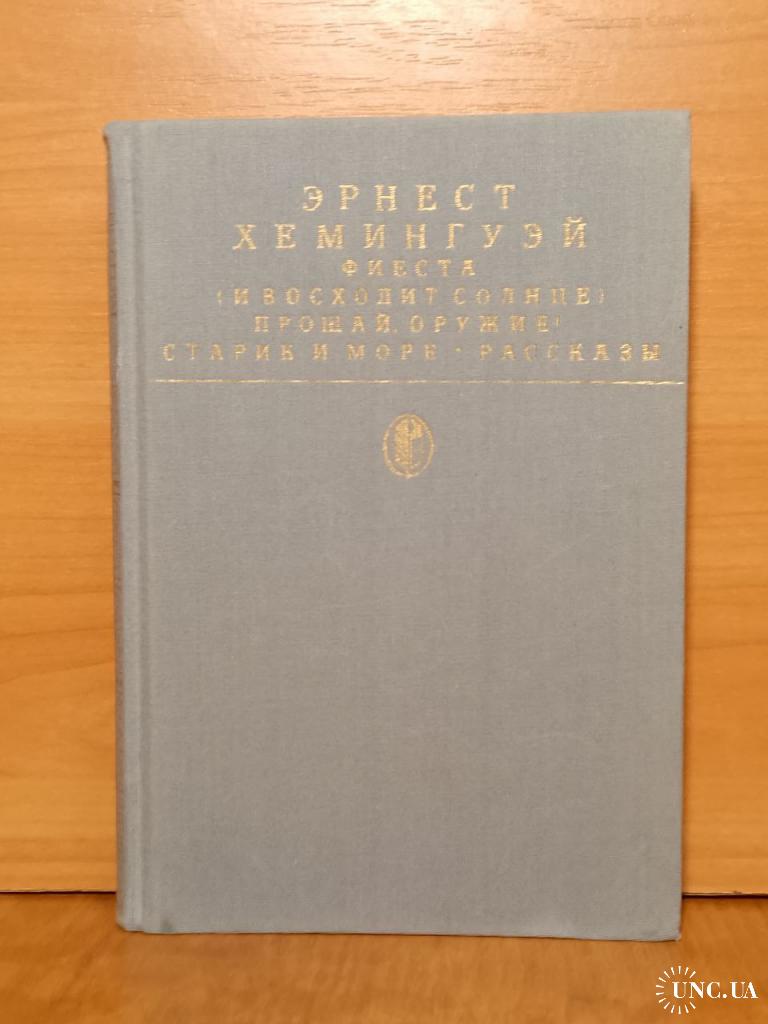 ЭРНЕСТ
ХЕМИНГУЭЙ
ФИЕСТА
(И ВОСХОДИТ СОЛНЦЕ)
ПРОЩАЙ, ОРУЖИЕ!
СТАРИК И МОРЕ · РАССКАЗЫ
UNC.UA